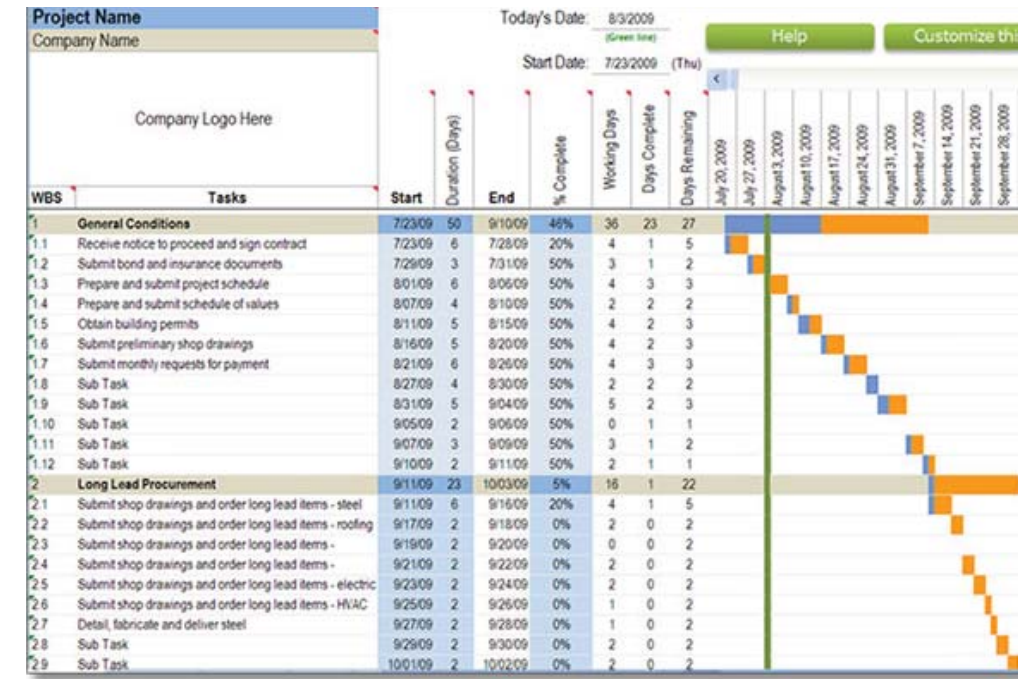 Project Name
Company Name
Company Logo Here
Today's Date: 8/3/2009
(Green line)
Start Date: 7/23/2009 (Thu)
Help
Customize thi
<
WBS Tasks Start Duration (Days) End % Complete Working Days Days Complete Days Remaining July 20, 2009 July 27, 2009 August 3, 2009 August 10, 2009 August 17, 2009 August 24, 2009 August 31, 2009 September 7, 2009 September 14, 2009 September 21, 2009 September 28, 2009
1 General Conditions 7/23/09 50 9/10/09 46% 36 23 27
1.1 Receive notice to proceed and sign contract 7/23/09 6 7/28/09 20% 4 1 5
1.2 Submit bond and insurance documents 7/29/09 3 7/31/09 50% 3 1 2
1.3 Prepare and submit project schedule 8/01/09 6 8/06/09 50% 4 3 3
1.4 Prepare and submit schedule of values 8/07/09 4 8/10/09 50% 2 2 2
1.5 Obtain building permits 8/11/09 5 8/15/09 50% 4 2 3
1.6 Submit preliminary shop drawings 8/16/09 5 8/20/09 50% 4 2 3
1.7 Submit monthly requests for payment 8/21/09 6 8/26/09 50% 4 3 3
1.8 Sub Task 8/27/09 4 8/30/09 50% 2 2 2
1.9 Sub Task 8/31/09 5 9/04/09 50% 5 2 3
1.10 Sub Task 9/05/09 2 9/06/09 50% 0 1 1
1.11 Sub Task 9/07/09 3 9/09/09 50% 3 1 2
1.12 Sub Task 9/10/09 2 9/11/09 50% 2 1 1
2 Long Lead Procurement 9/11/09 23 10/03/09 5% 16 1 22
2.1 Submit shop drawings and order long lead items - steel 9/11/09 6 9/16/09 20% 4 1 5
2.2 Submit shop drawings and order long lead items - roofing 9/17/09 2 9/18/09 0% 2 0 2
2.3 Submit shop drawings and order long lead items - 9/19/09 2 9/20/09 0% 0 0 2
2.4 Submit shop drawings and order long lead items - 9/21/09 2 9/22/09 0% 2 0 2
2.5 Submit shop drawings and order long lead items - electric 9/23/09 2 9/24/09 0% 2 0 2
2.6 Submit shop drawings and order long lead items - HVAC 9/25/09 2 9/26/09 0% 1 0 2
2.7 Detail, fabricate and deliver steel 9/27/09 2 9/28/09 0% 1 0 2
2.8 Sub Task 9/29/09 2 9/30/09 0% 2 0 2
2.9 Sub Task 10/01/09 2 10/02/09 0% 2 0 2